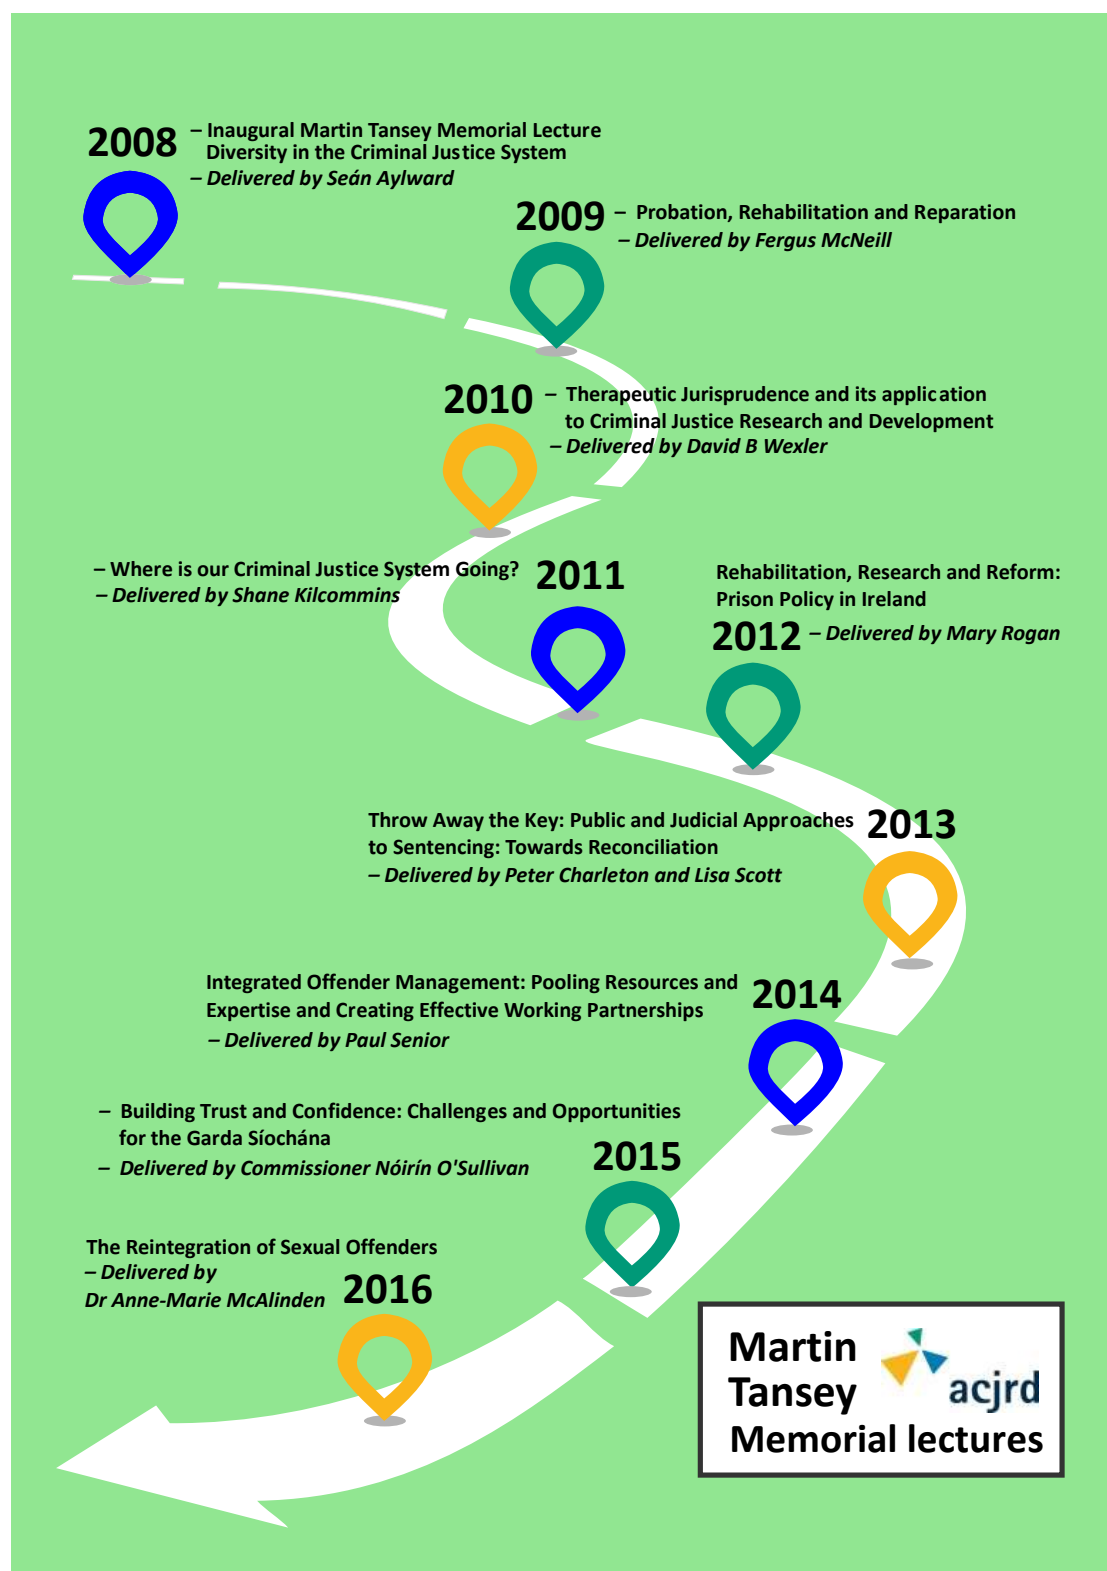 2008 – Inaugural Martin Tansey Memorial Lecture
Diversity in the Criminal Justice System
– Delivered by Seán Aylward
2009 – Probation, Rehabilitation and Reparation
– Delivered by Fergus McNeill
2010 – Therapeutic Jurisprudence and its application
to Criminal Justice Research and Development
– Delivered by David B Wexler
– Where is our Criminal Justice System Going? 2011
– Delivered by Shane Kilcommins
Rehabilitation, Research and Reform:
Prison Policy in Ireland
2012 – Delivered by Mary Rogan
Throw Away the Key: Public and Judicial Approaches 2013
to Sentencing: Towards Reconciliation
– Delivered by Peter Charleton and Lisa Scott
Integrated Offender Management: Pooling Resources and 2014
Expertise and Creating Effective Working Partnerships
– Delivered by Paul Senior
– Building Trust and Confidence: Challenges and Opportunities
for the Garda Síochána
– Delivered by Commissioner Nóirín O'Sullivan 2015
The Reintegration of Sexual Offenders
– Delivered by
Dr Anne-Marie McAlinden 2016
Martin
Tansey
Memorial lectures
acjrd